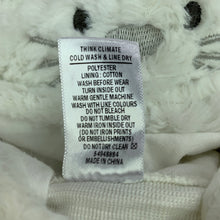 THINK CLIMATE
COLD WASH & LINE DRY
POLYESTER
LINING: COTTON
WASH BEFORE WEAR
TURN INSIDE OUT
WARM GENTLE MACHINE
WASH WITH LIKE COLOURS
DO NOT BLEACH
DO NOT TUMBLE DRY
WARM IRON INSIDE OUT
(DO NOT IRON PRINTS
OR EMBELLISHMENTS)
DO NOT DRY CLEAN
MADE IN CHINA